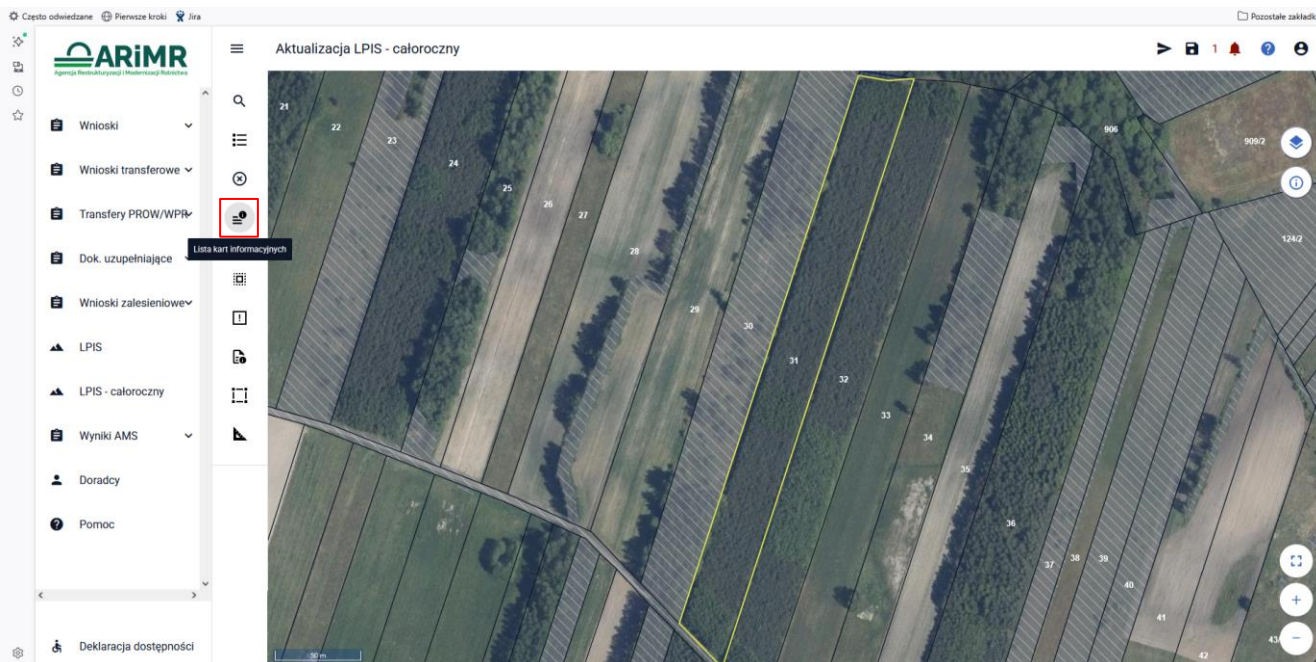 Często odwiedzane Pierwsze kroki Jira Pozostałe zakładk
ARiMR
Agencja Restrukturyzacji i Modernizacji Rolnictwa
Aktualizacja LPIS - całoroczny
1
Wnioski
Wnioski transferowe
Transfery PROW/WPR
Lista kart informacyjnych
Dok. uzupełniające
Wnioski zalesieniowe
LPIS
LPIS - całoroczny
Wyniki AMS
Doradcy
Pomoc
Deklaracja dostępności
21
22
23
24
25
26
27
28
29
30
31
32
33
34
35
36
37
38
39
40
41
42
43/
906
909/2
124/2
50 m